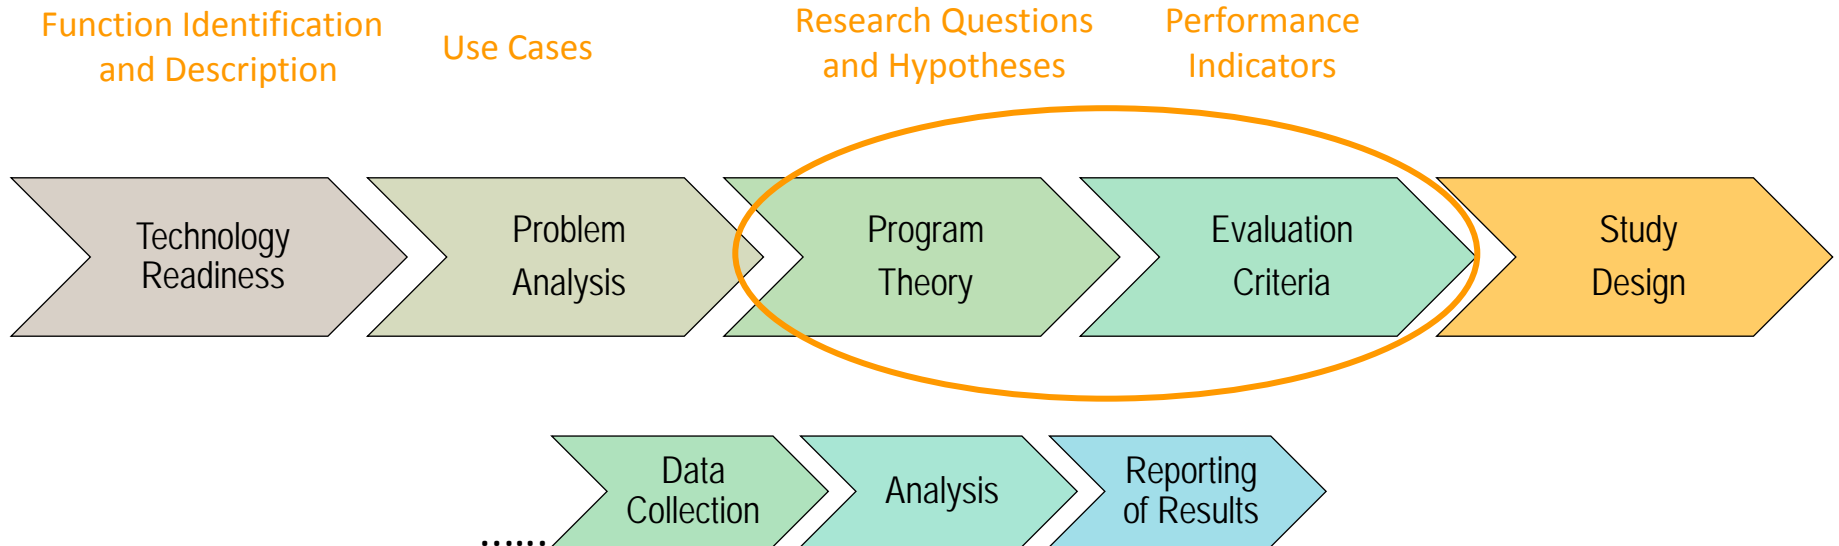 Function Identification
and Description
Use Cases
Research Questions
and Hypotheses
Performance
Indicators
Technology
Readiness
Problem
Analysis
Program
Theory
Evaluation
Criteria
Study
Design
......
Data
Collection
Analysis
Reporting
of Results